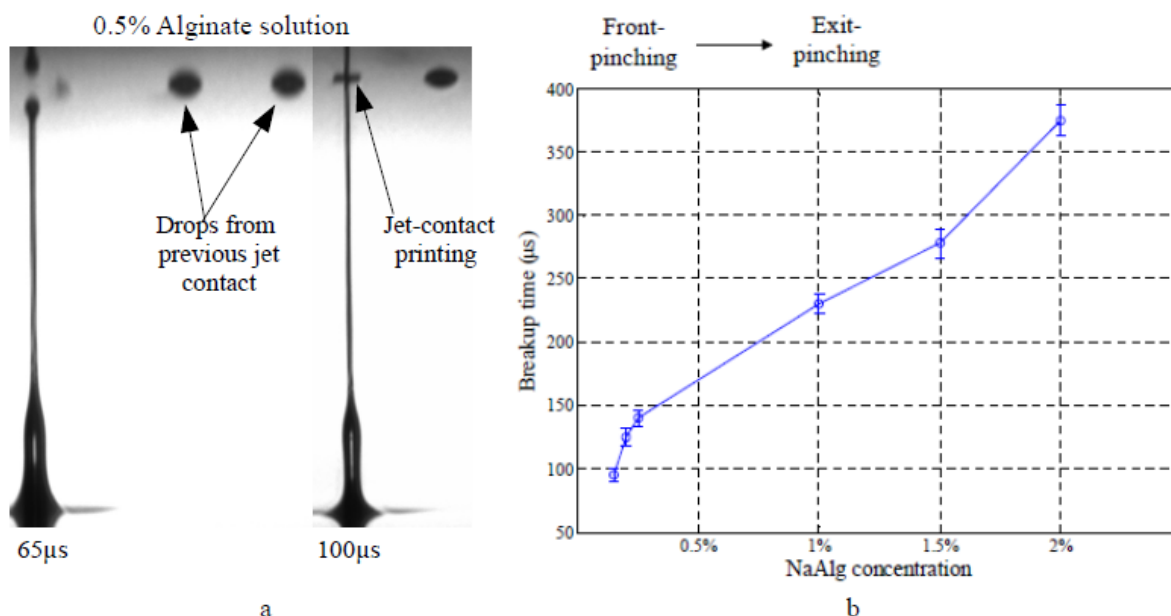 0.5% Alginate solution
Drops from
previous jet
contact
Jet-contact
printing
65µs
100µs
a
Front-
pinching
Exit-
pinching
400
350
300
250
200
150
100
50
Breakup time (µs)
0.5%
1%
1.5%
2%
NaAlg concentration
b